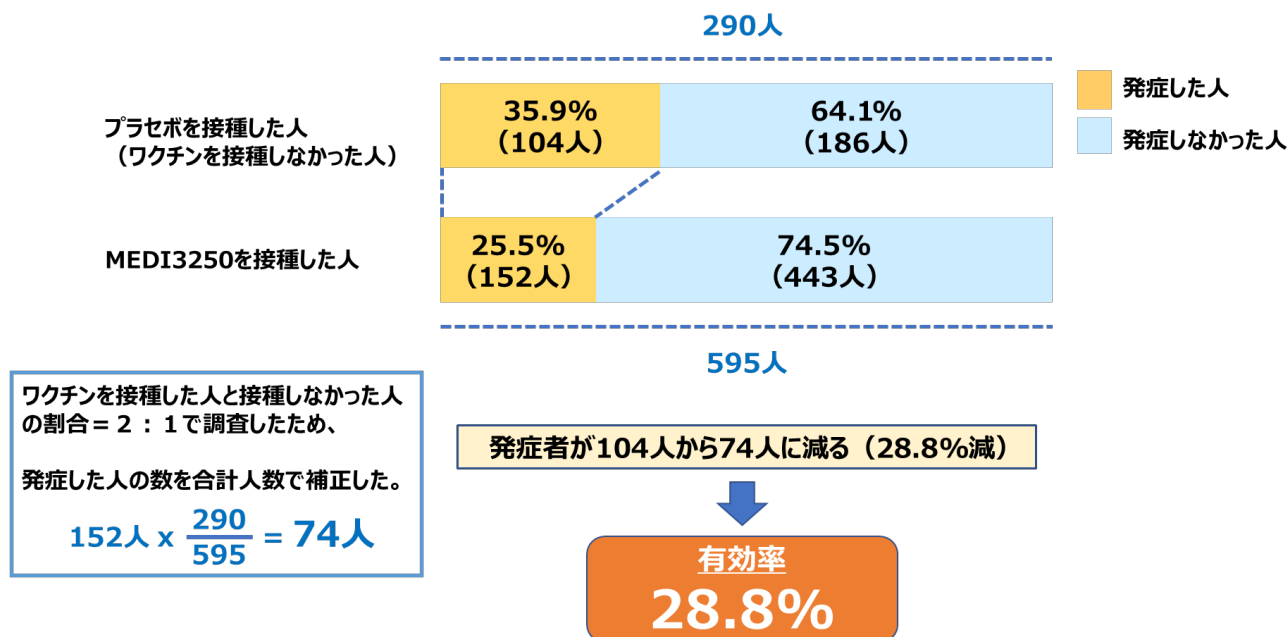 290人
発症した人
発症しなかった人
プラセボを接種した人
（ワクチンを接種しなかった人）
35.9%
（104人）
64.1%
（186人）
MEDI3250を接種した人
25.5%
（152人）
74.5%
（443人）
595人
ワクチンを接種した人と接種しなかった人
の割合＝２：１で調査したため、
発症した人の数を合計人数で補正した。
152人 x 290/595 = 74人
発症者が104人から74人に減る（28.8%減）
有効率
28.8%